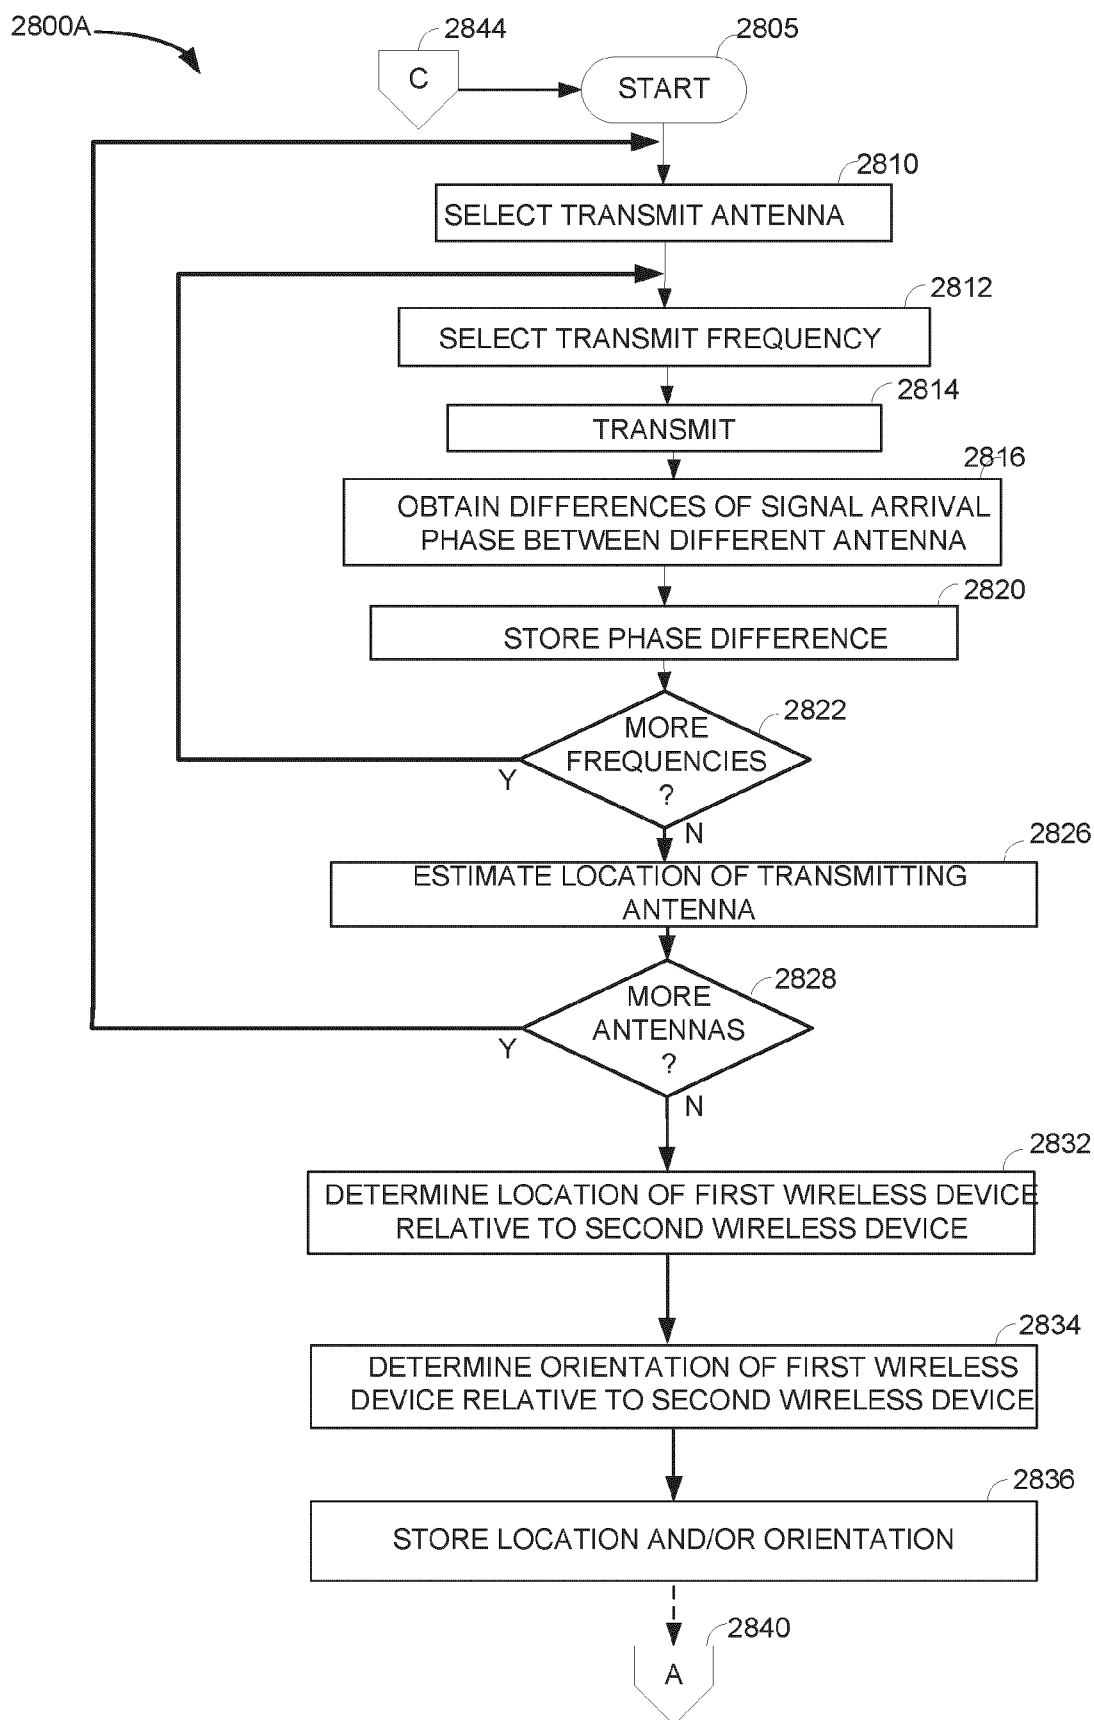 2800A
2844
2805
C
START
2810
SELECT TRANSMIT ANTENNA
2812
SELECT TRANSMIT FREQUENCY
2814
TRANSMIT
2816
OBTAIN DIFFERENCES OF SIGNAL ARRIVAL
PHASE BETWEEN DIFFERENT ANTENNA
2820
STORE PHASE DIFFERENCE
2822
MORE
FREQUENCIES
?
Y
N
2826
ESTIMATE LOCATION OF TRANSMITTING
ANTENNA
2828
MORE
ANTENNAS
?
Y
N
2832
DETERMINE LOCATION OF FIRST WIRELESS DEVICE
RELATIVE TO SECOND WIRELESS DEVICE
2834
DETERMINE ORIENTATION OF FIRST WIRELESS
DEVICE RELATIVE TO SECOND WIRELESS DEVICE
2836
STORE LOCATION AND/OR ORIENTATION
2840
A